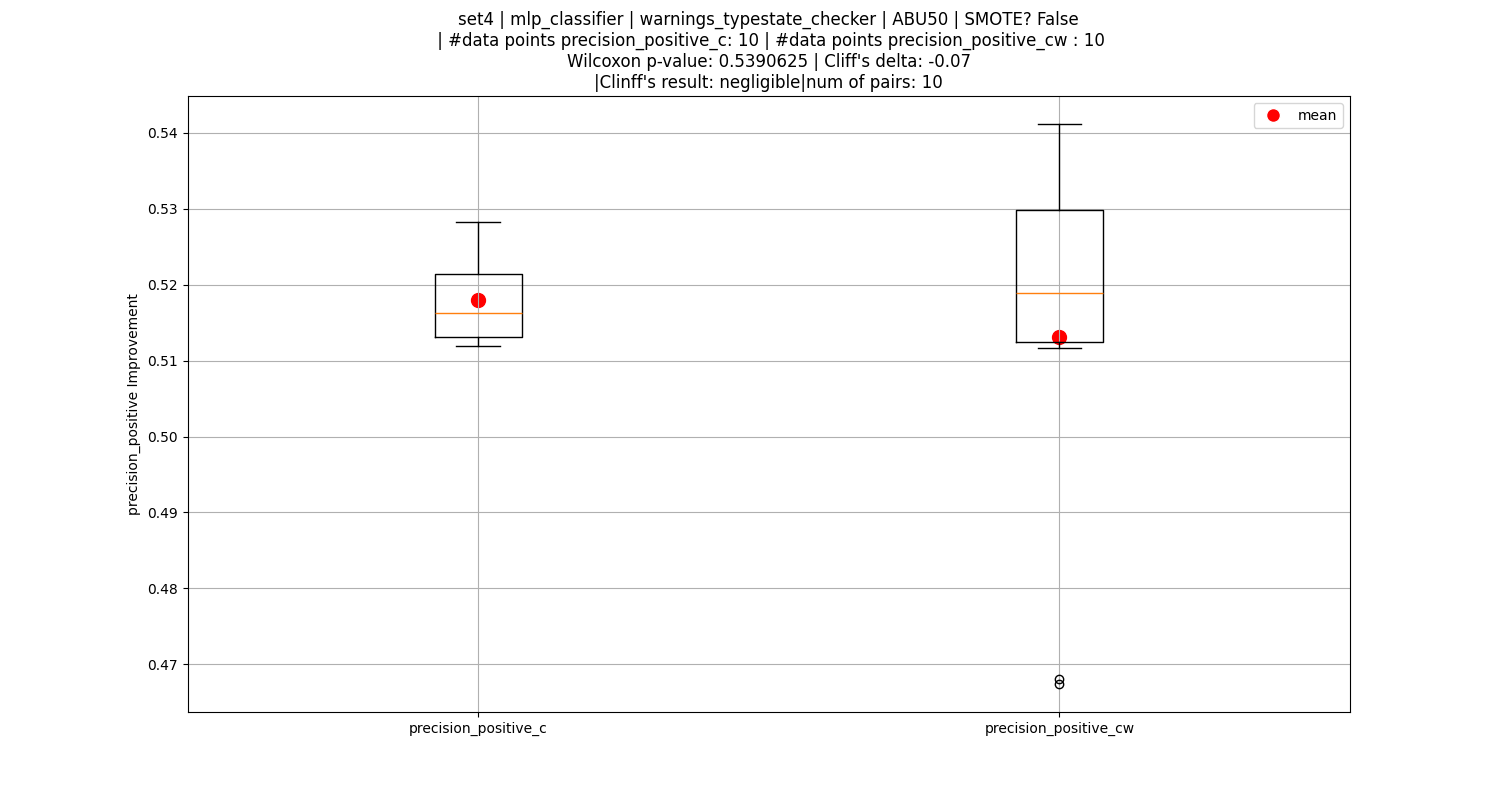 set4 | mlp_classifier | warnings_typestate_checker | ABU50 | SMOTE? False
| #data points precision_positive_c: 10 | #data points precision_positive_cw : 10
Wilcoxon p-value: 0.5390625 | Cliff's delta: -0.07
|Clinff's result: negligible|num of pairs: 10
mean
0.54
0.53
0.52
0.51
0.50
0.49
0.48
0.47
precision_positive Improvement
precision_positive_c
precision_positive_cw